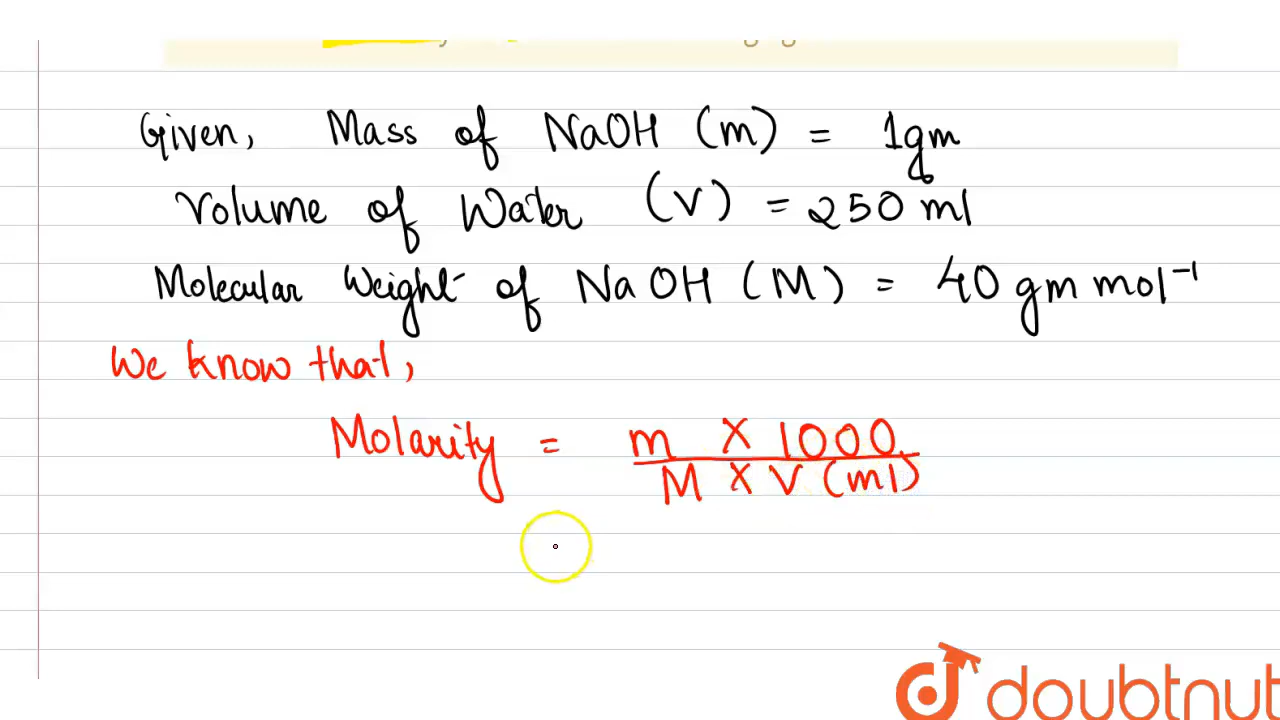 Given, Mass of NaOH (m) = 1gm
Volume of Water (V) = 250 ml
Molecular Weight of NaOH (M) = 40 gm mol⁻¹
We know that,
Molarity = m X 1000
M X V (ml)
doubtnut